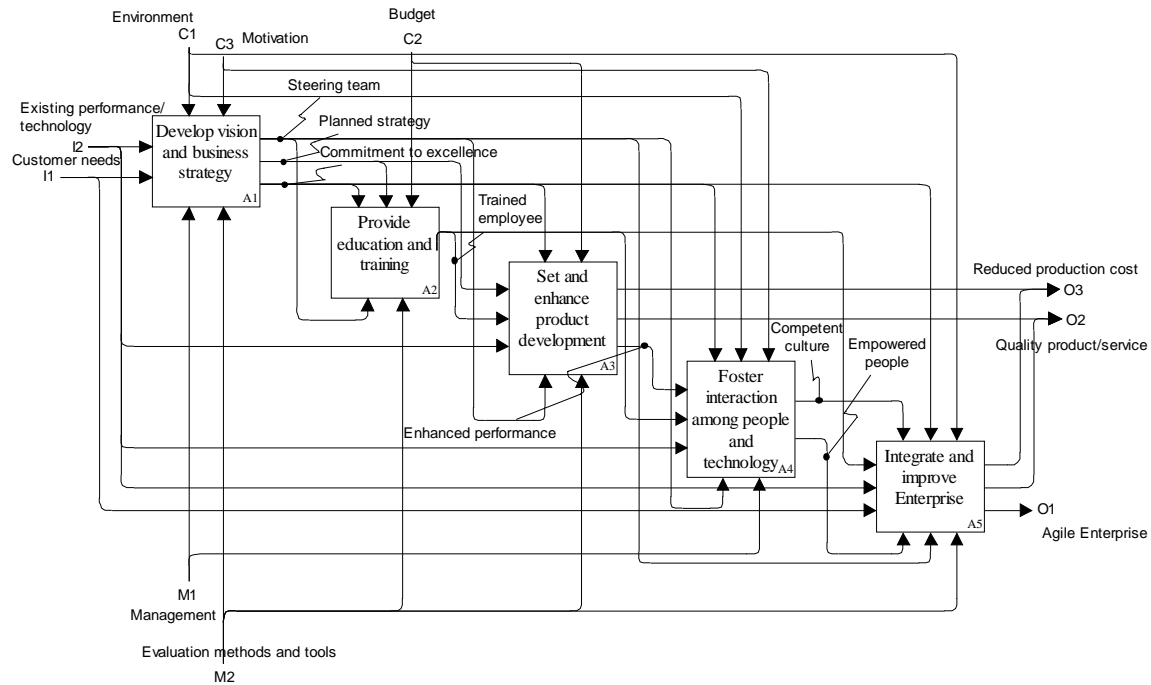 Environment
C1
C3
Motivation
Budget
C2
Steering team
Planned strategy
Commitment to excellence
Existing performance/
technology
I2
Customer needs
I1
Develop vision
and business
strategy
A1
Provide
education and
training
A2
Trained
employee
Set and
enhance
product
development
A3
Enhanced performance
Foster
interaction
among people
and
technology
A4
Competent
culture
Empowered
people
Integrate and
improve
Enterprise
A5
Reduced production cost
O3
O2
Quality product/service
O1
Agile Enterprise
M1
Management
Evaluation methods and tools
M2